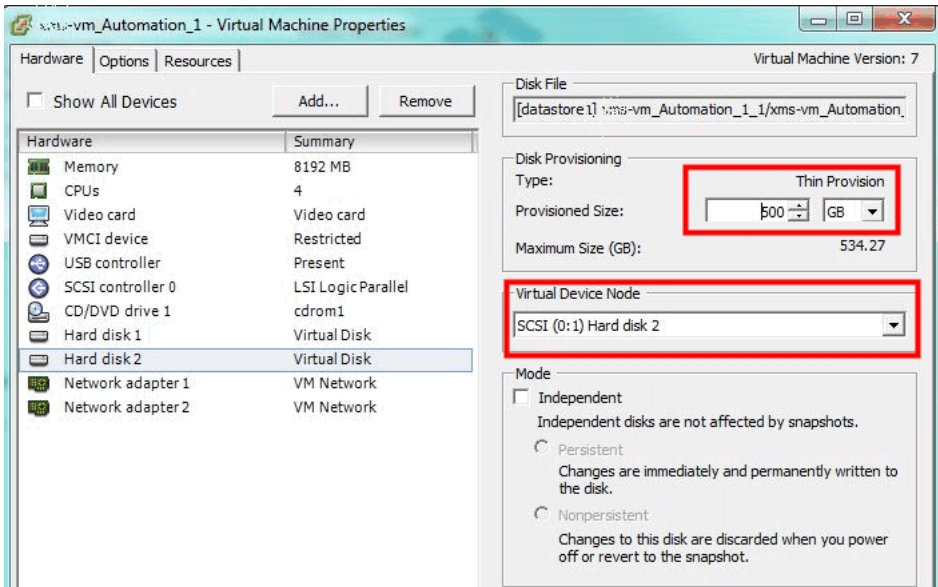 -vm_Automation_1 - Virtual Machine Properties
Hardware Options Resources
Virtual Machine Version: 7
Show All Devices
Add...
Remove
Hardware Summary
Memory 8192 MB
CPUs 4
Video card Video card
VMCI device Restricted
USB controller Present
SCSI controller 0 LSI Logic Parallel
CD/DVD drive 1 cdrom1
Hard disk 1 Virtual Disk
Hard disk 2 Virtual Disk
Network adapter 1 VM Network
Network adapter 2 VM Network
Disk File
[datastore1] -vm_Automation_1_1/xms-vm_Automation_
Disk Provisioning
Type: Thin Provision
Provisioned Size: 500 GB
Maximum Size (GB): 534.27
Virtual Device Node
SCSI (0:1) Hard disk 2
Mode
Independent
Independent disks are not affected by snapshots.
Persistent
Changes are immediately and permanently written to
the disk.
Nonpersistent
Changes to this disk are discarded when you power
off or revert to the snapshot.